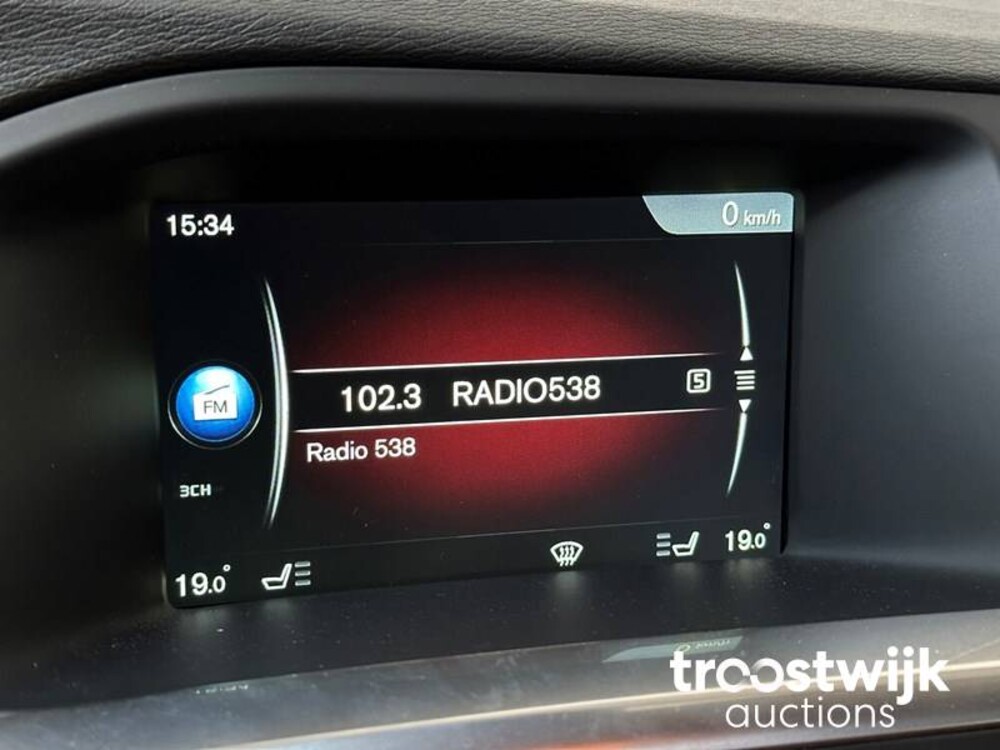 15:34
0 km/h
FM
102.3 RADIO538 5
Radio 538
3CH
19.0° 19.0°
troostwijk
auctions